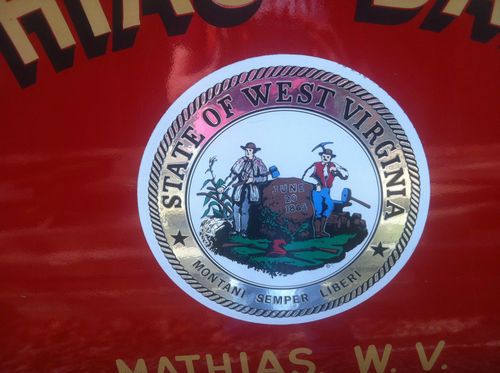 STATE OF WEST VIRGINIA
JUNE
20
1863
MONTANI SEMPER LIBERI
MATHIAS W. V.